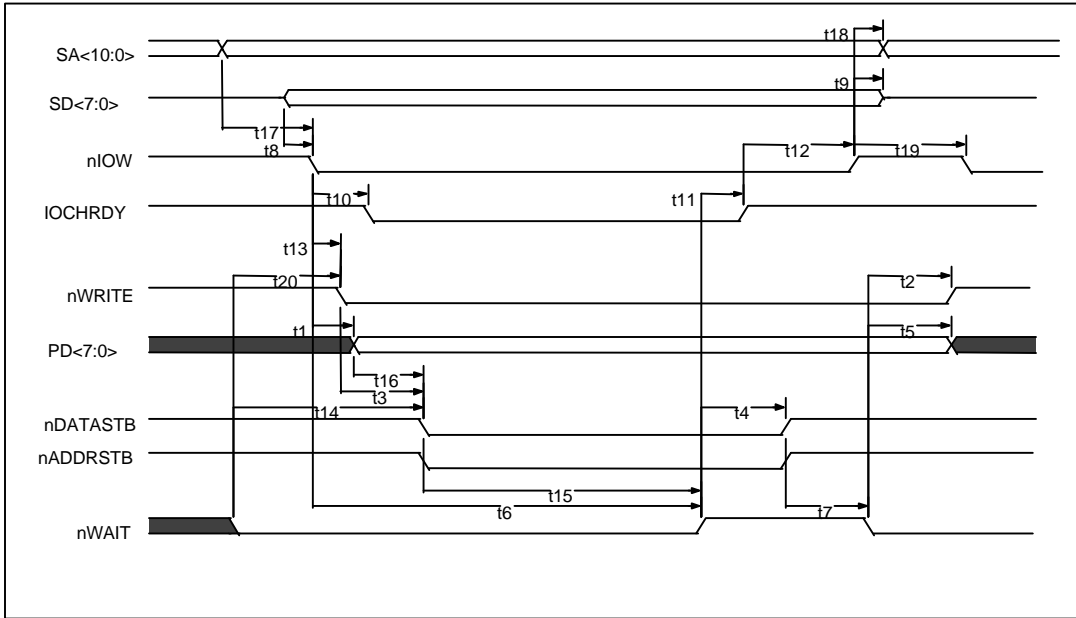 t18
SA<10:0>
t9
SD<7:0>
t17
t8
t12
t19
nIOW
t10
t11
IOCHRDY
t13
t20
t2
nWRITE
t1
t5
PD<7:0>
t16
t3
t14
t4
nDATASTB
nADDRSTB
t15
t6
t7
nWAIT